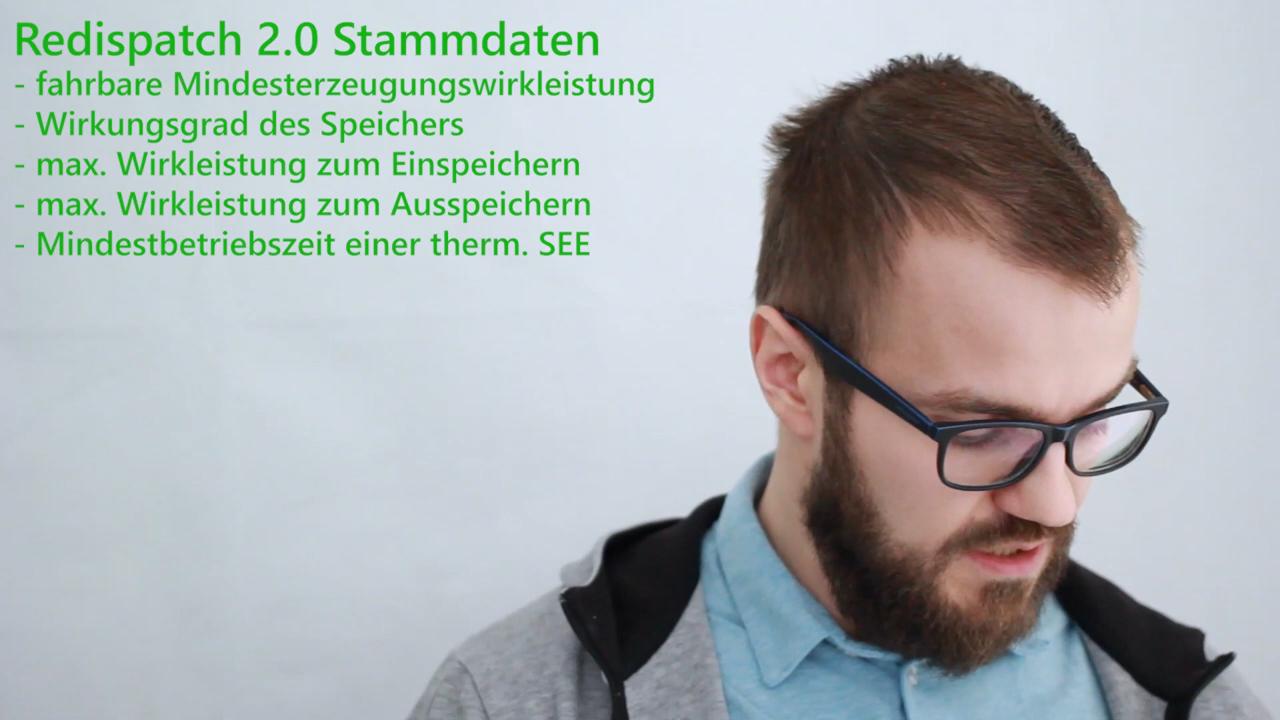 Redispatch 2.0 Stammdaten
- fahrbare Mindesterzeugungswirkleistung
- Wirkungsgrad des Speichers
- max. Wirkleistung zum Einspeichern
- max. Wirkleistung zum Ausspeichern
- Mindestbetriebszeit einer therm. SEE